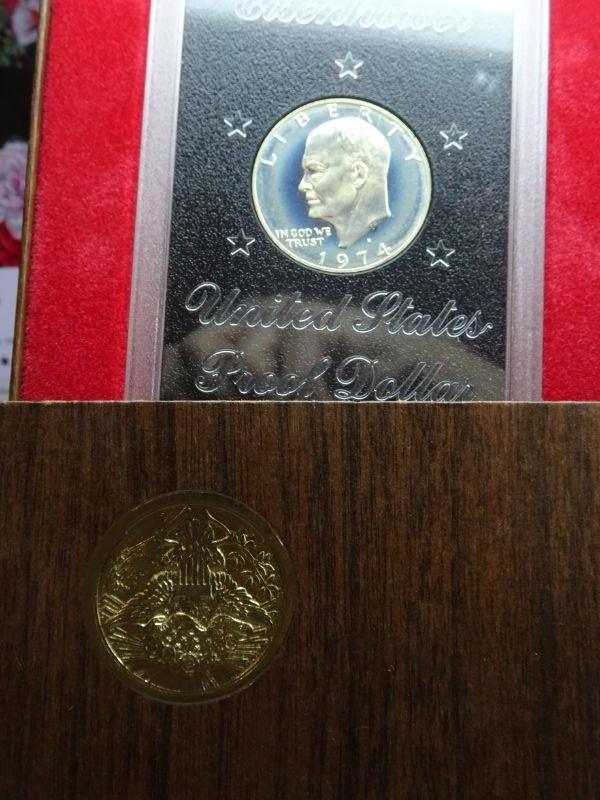 Eisenhower
LIBERTY
IN GOD WE
TRUST
S
1974
United States
Proof Dollar